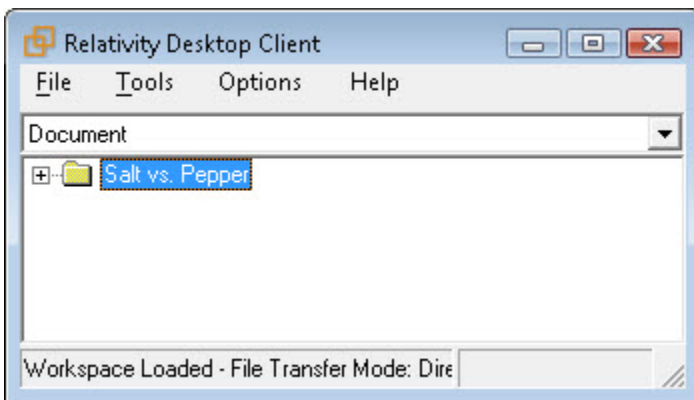 Relativity Desktop Client
File Tools Options Help
Document
Salt vs. Pepper
Workspace Loaded - File Transfer Mode: Dire